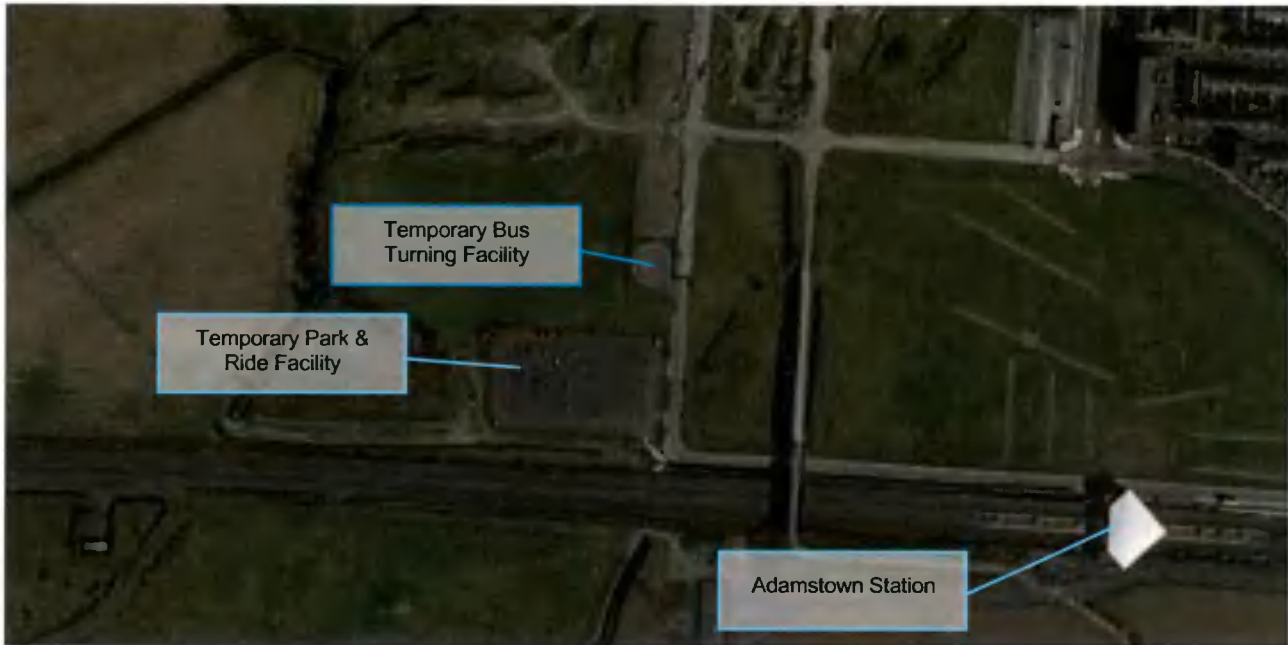 Temporary Bus
Turning Facility
Temporary Park &
Ride Facility
Adamstown Station